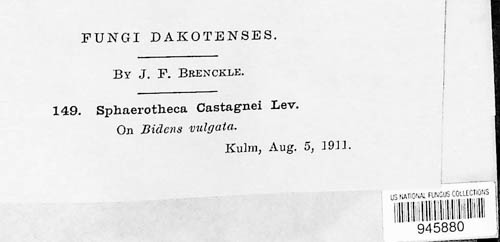 FUNGI DAKOTENSES.
BY J. F. BRENCKLE.
149. Sphaerotheca Castagnei Lev.
On Bidens vulgata.
Kulm, Aug. 5, 1911.
US NATIONAL FUNGUS COLLECTIONS
945880